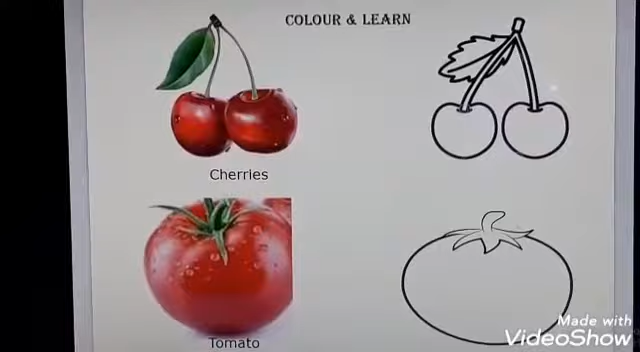 COLOUR & LEARN
Cherries
Tomato
Made with
VideoShow